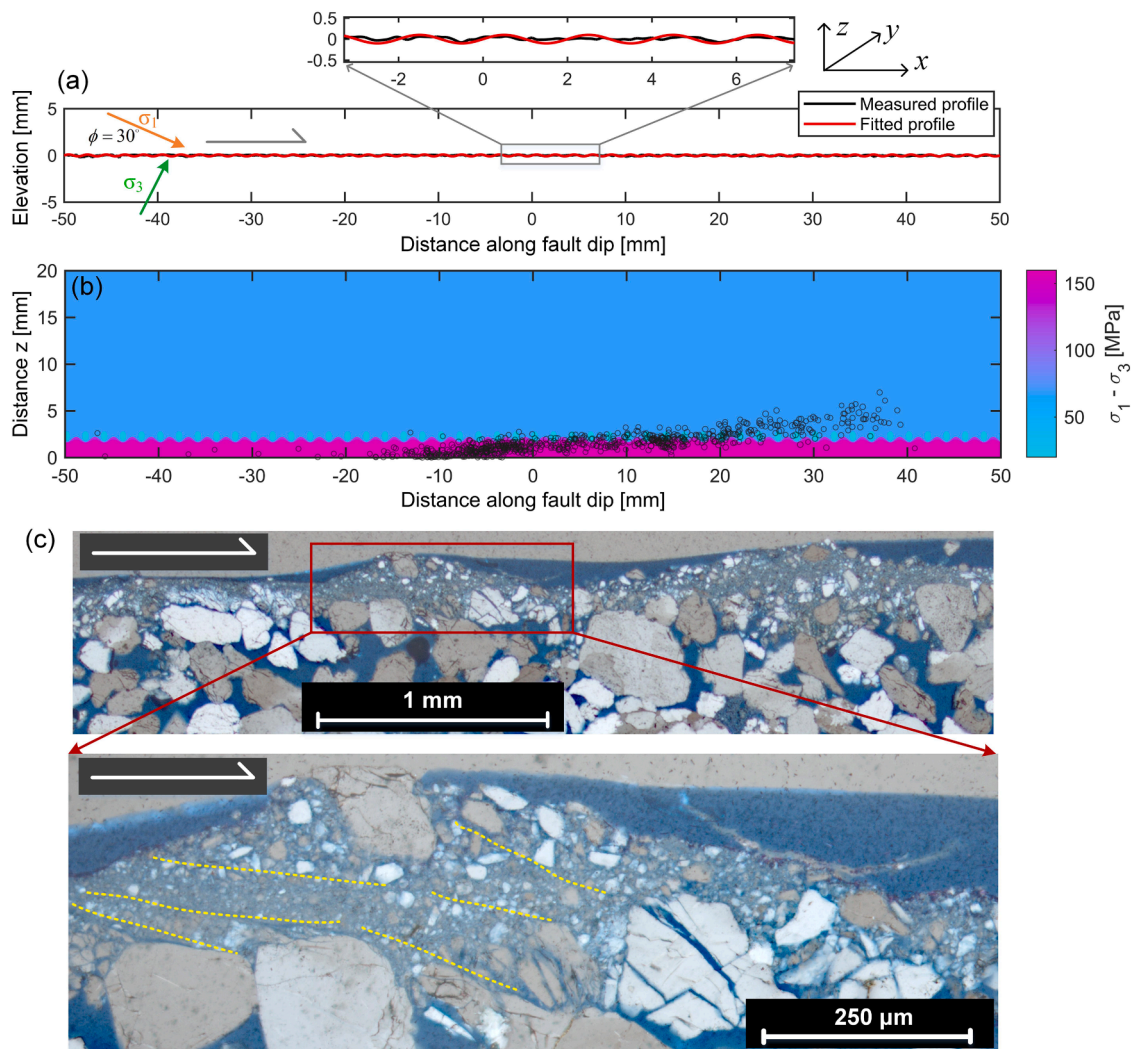 0.5
0
-0.5
-2 0 2 4 6
z
y
x
(a)
Measured profile
Fitted profile
σ1
ϕ = 30°
σ3
Elevation [mm]
5
0
-5
-50 -40 -30 -20 -10 0 10 20 30 40 50
Distance along fault dip [mm]
(b)
Distance z [mm]
20
15
10
5
0
-50 -40 -30 -20 -10 0 10 20 30 40 50
Distance along fault dip [mm]
150
100
50
σ1 - σ3 [MPa]
(c)
1 mm
250 µm